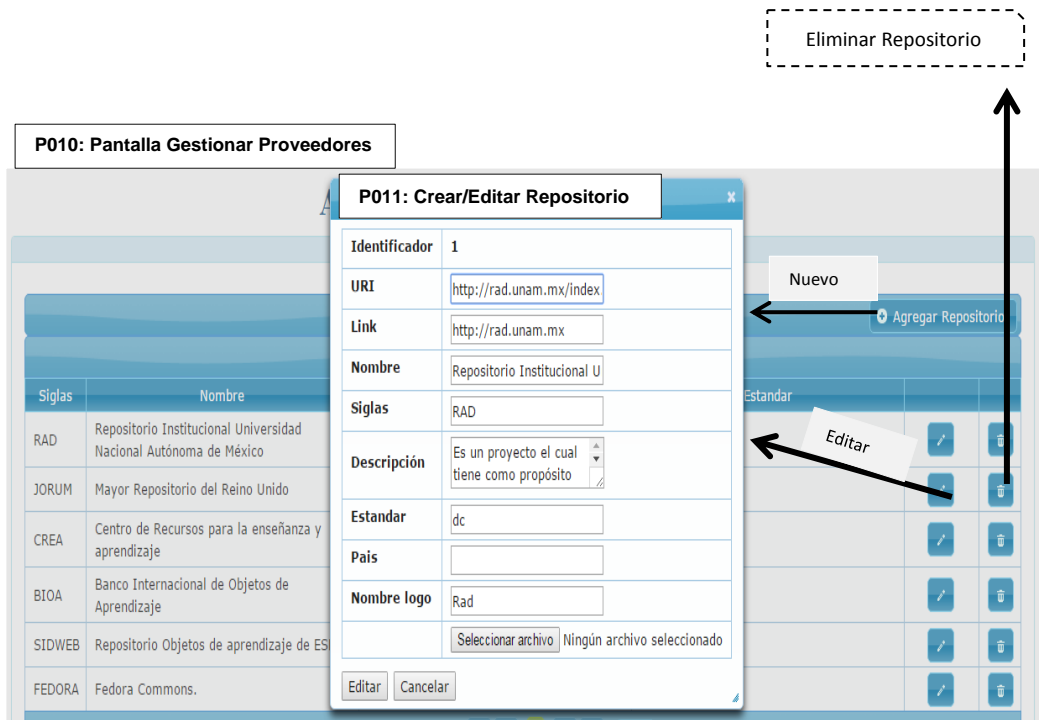 Eliminar Repositorio
P010: Pantalla Gestionar Proveedores
A
P011: Crear/Editar Repositorio
x
Identificador 1
URI http://rad.unam.mx/index
Nuevo
Link http://rad.unam.mx
Agregar Repositorio
Nombre Repositorio Institucional U
Siglas Nombre Estandar
Siglas RAD
RAD Repositorio Institucional Universidad
Nacional Autónoma de México
Editar
Descripción Es un proyecto el cual
tiene como propósito
JORUM Mayor Repositorio del Reino Unido
Estandar dc
CREA Centro de Recursos para la enseñanza y
aprendizaje
Pais
BIOA Banco Internacional de Objetos de
Aprendizaje
Nombre logo Rad
Seleccionar archivo Ningún archivo seleccionado
SIDWEB Repositorio Objetos de aprendizaje de
FEDORA Fedora Commons.
Editar Cancelar